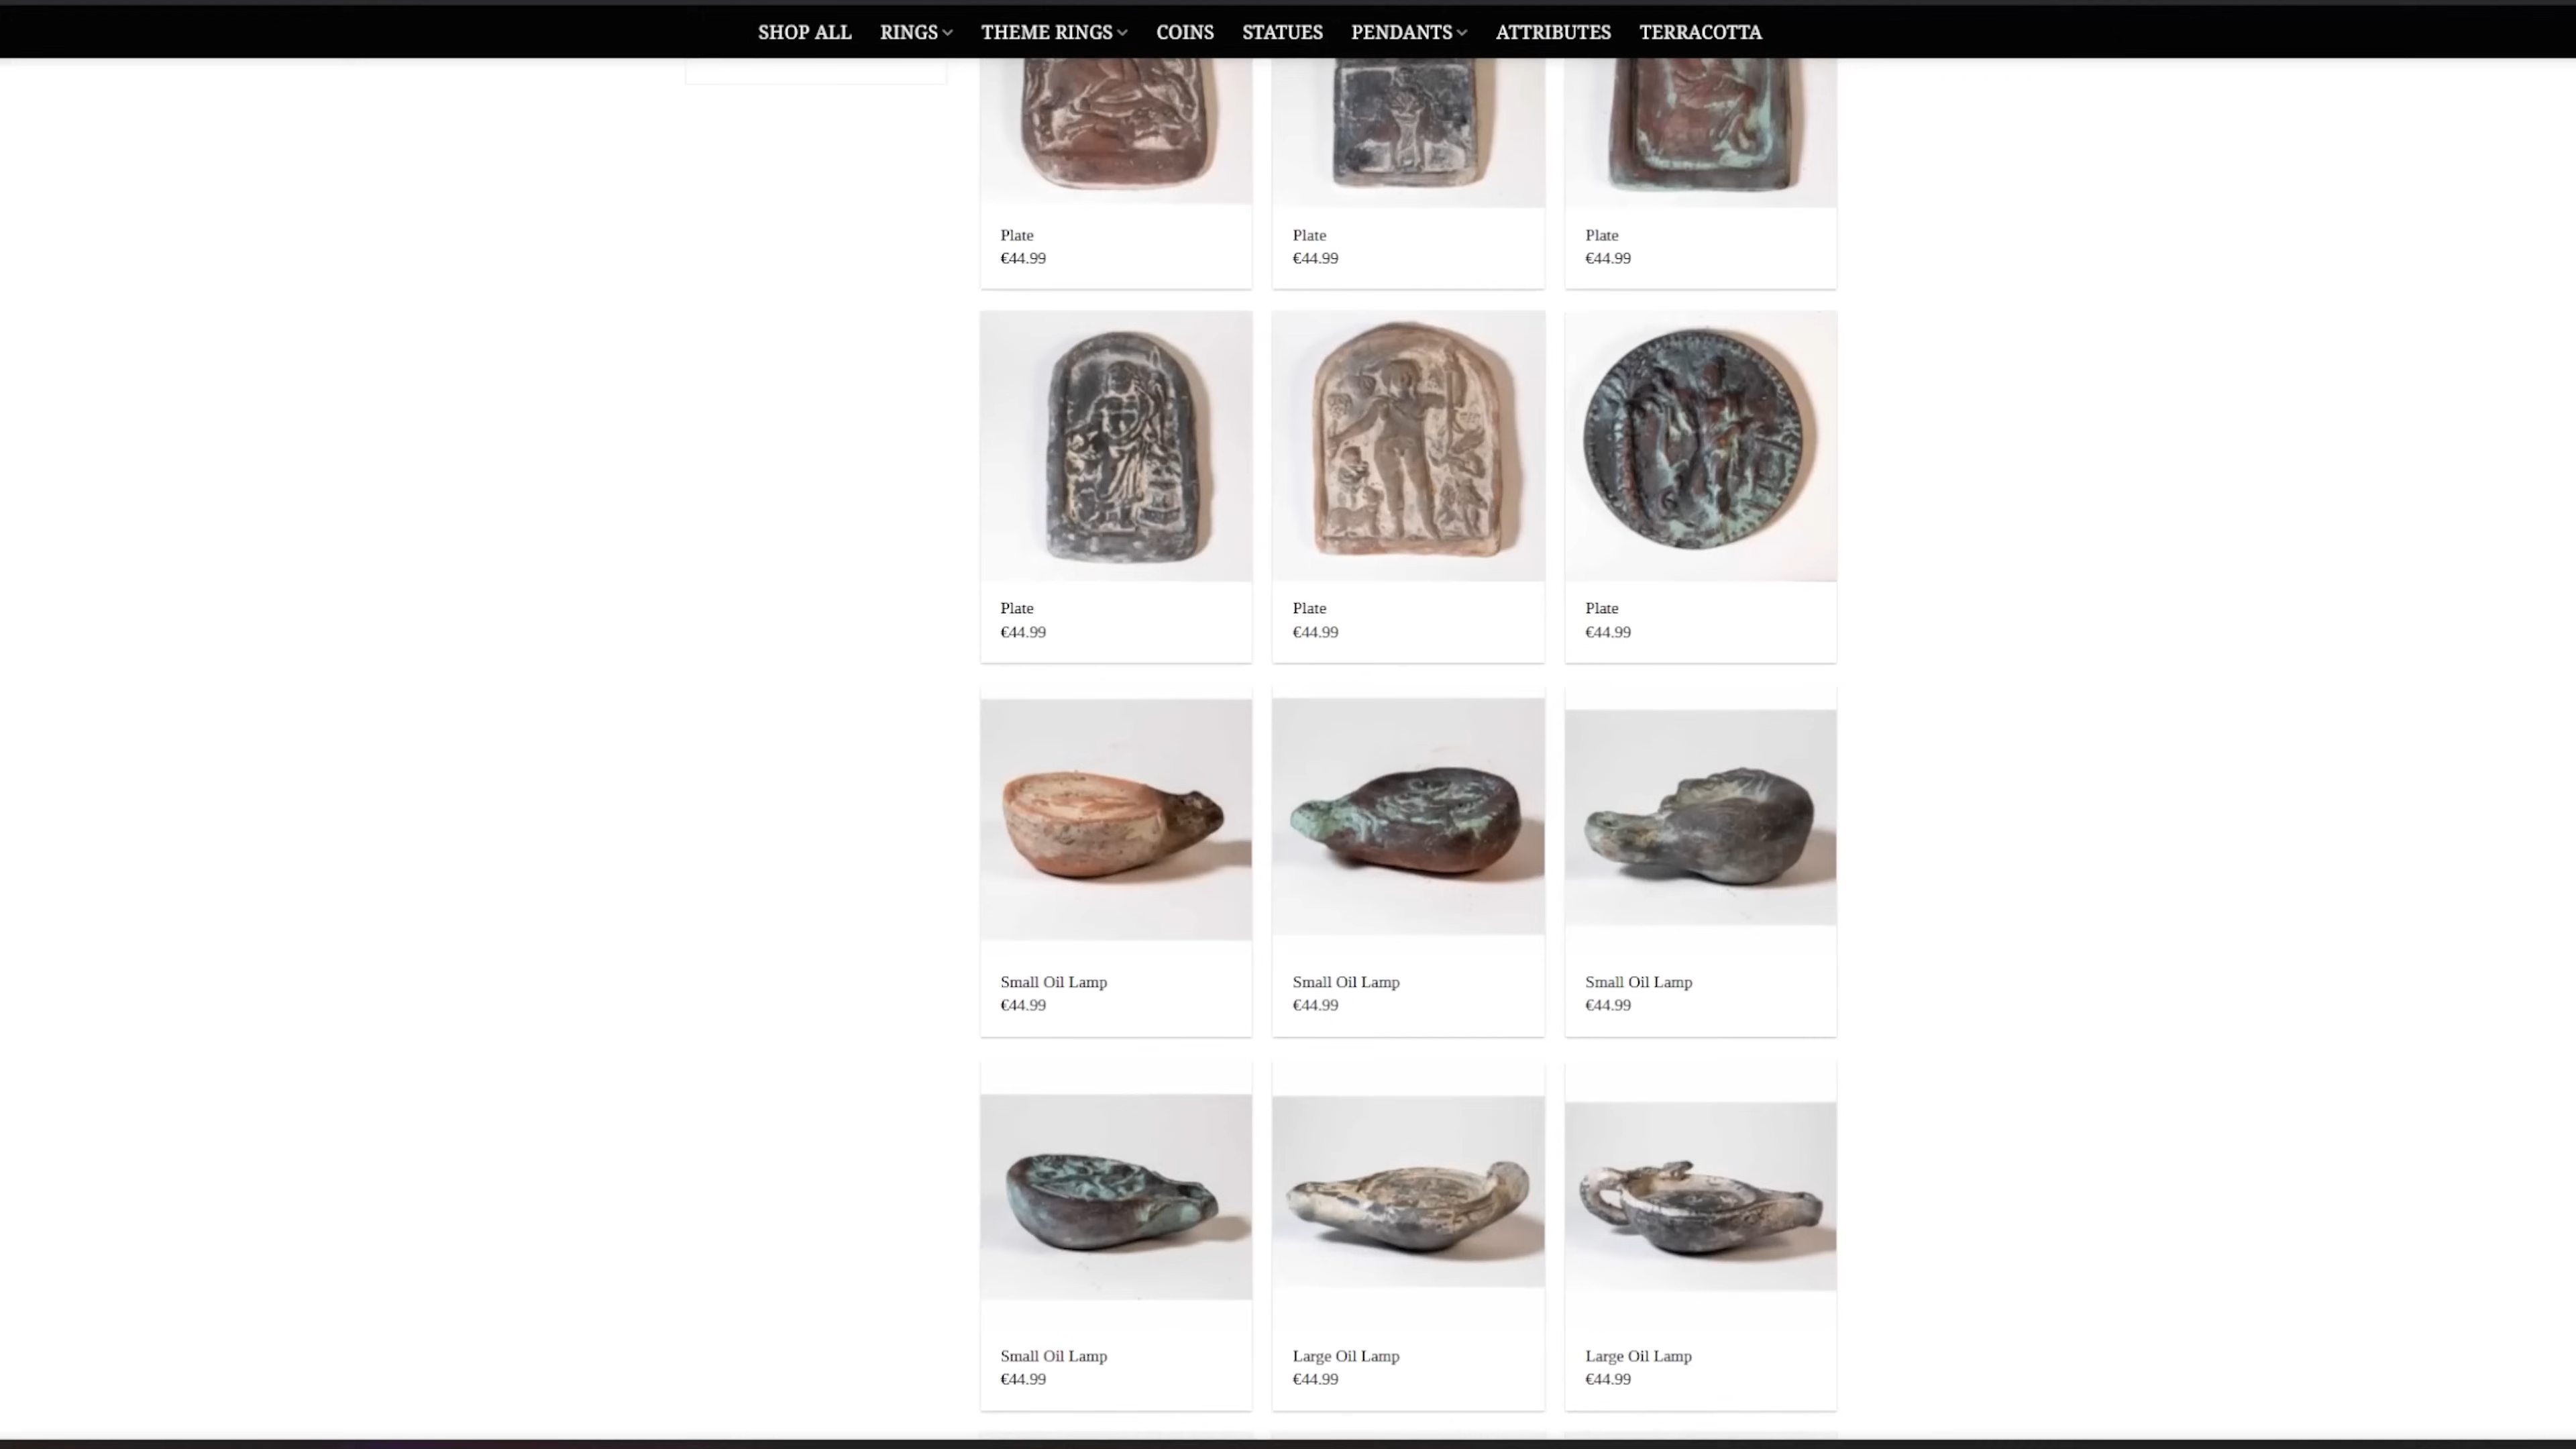 SHOP ALL RINGS THEME RINGS COINS STATUES PENDANTS ATTRIBUTES TERRACOTTA
Plate
€44.99
Plate
€44.99
Plate
€44.99
Plate
€44.99
Plate
€44.99
Plate
€44.99
Small Oil Lamp
€44.99
Small Oil Lamp
€44.99
Small Oil Lamp
€44.99
Small Oil Lamp
€44.99
Large Oil Lamp
€44.99
Large Oil Lamp
€44.99